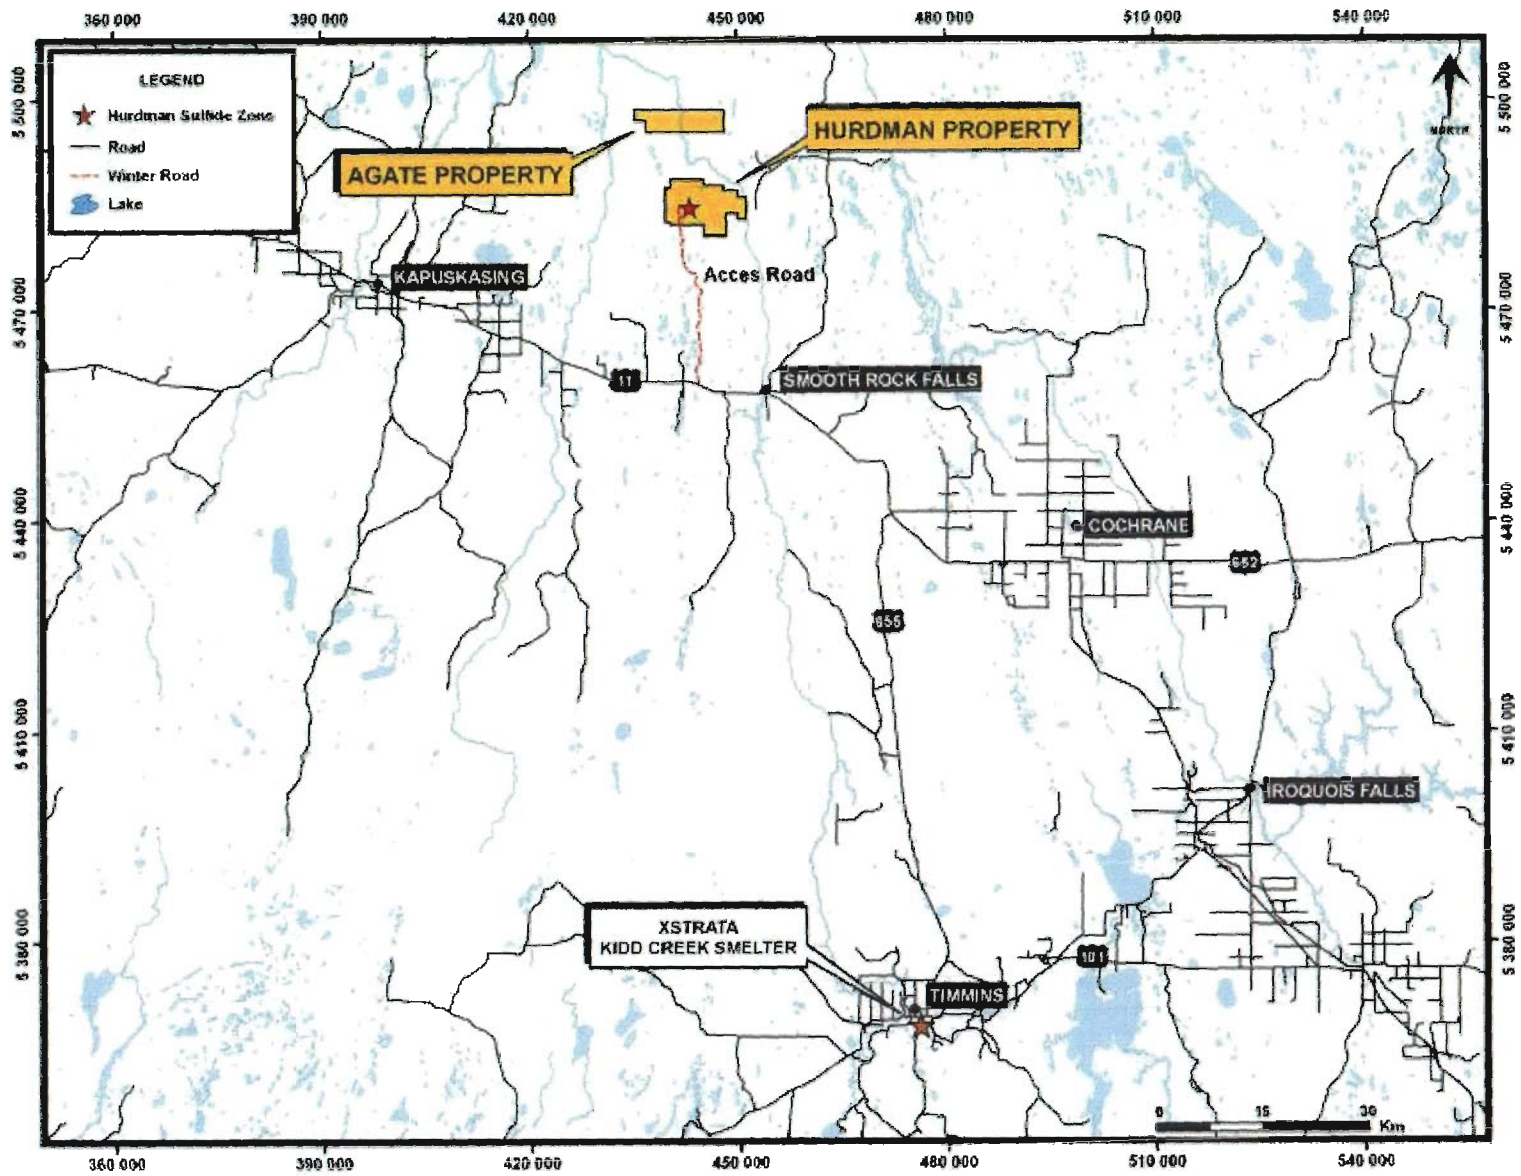 360 000 390 000 420 000 450 000 480 000 510 000 540 000
LEGEND
Hurdman Sulfide Zone
Road
Winter Road
Lake
NORTH
5 500 000
5 500 000
HURDMAN PROPERTY
AGATE PROPERTY
KAPUSKASING
Acces Road
5 470 000
5 470 000
11
SMOOTH ROCK FALLS
5 440 000
5 440 000
COCHRANE
652
655
5 410 000
5 410 000
IROQUOIS FALLS
XSTRATA
KIDD CREEK SMELTER
5 380 000
5 380 000
101
TIMMINS
0 15 30
Km
360 000 390 000 420 000 450 000 480 000 510 000 540 000